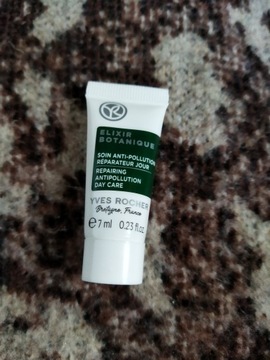 YR
ELIXIR
BOTANIQUE
SOIN ANTI-POLLUTION
RÉPARATEUR JOUR
REPAIRING
ANTIPOLLUTION
DAY CARE
YVES ROCHER
Bretagne, France
℮ 7 ml 0.23 fl.oz